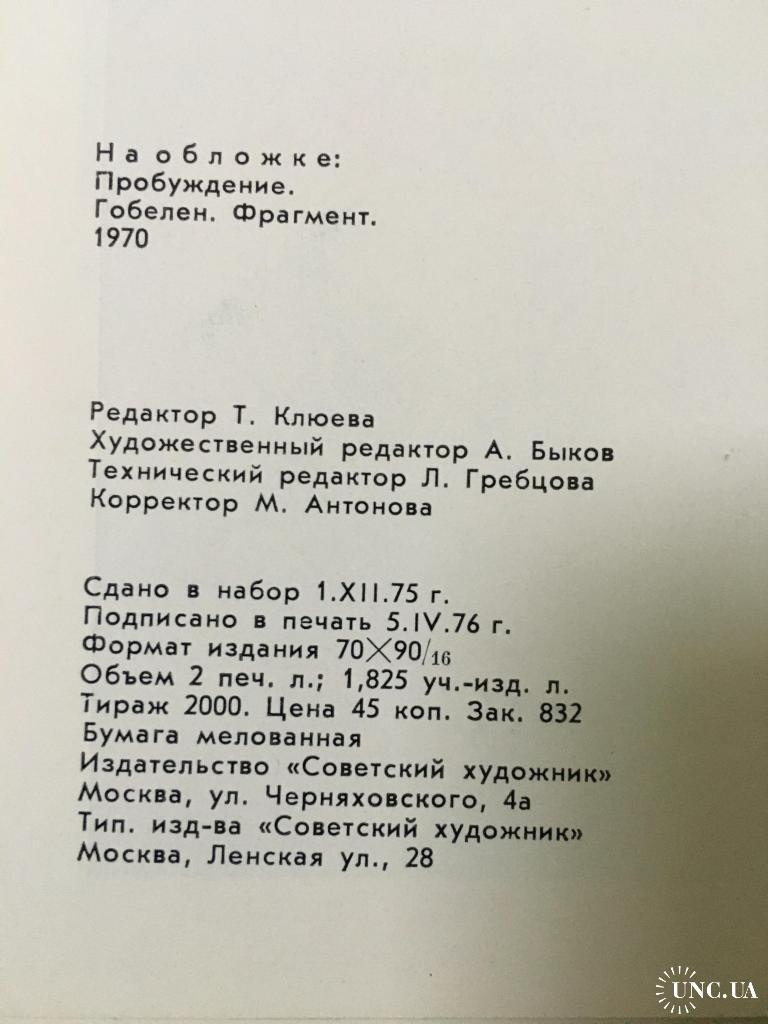 На обложке:
Пробуждение.
Гобелен. Фрагмент.
1970
Редактор Т. Клюева
Художественный редактор А. Быков
Технический редактор Л. Гребцова
Корректор М. Антонова
Сдано в набор 1.XII.75 г.
Подписано в печать 5.IV.76 г.
Формат издания 70×90/16
Объем 2 печ. л.; 1,825 уч.-изд. л.
Тираж 2000. Цена 45 коп. Зак. 832
Бумага мелованная
Издательство «Советский художник»
Москва, ул. Черняховского, 4а
Тип. изд-ва «Советский художник»
Москва, Ленская ул., 28
UNC.UA